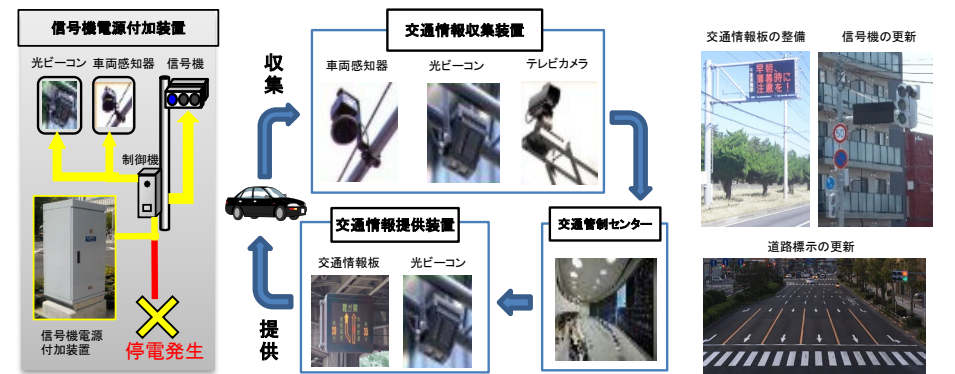 信号機電源付加装置
光ビーコン
車両感知器
信号機
制御機
信号機電源
付加装置
停電発生
収集
提供
交通情報収集装置
車両感知器
光ビーコン
テレビカメラ
交通情報提供装置
交通情報板
光ビーコン
交通管制センター
交通情報板の整備
早朝、
薄暮時に
注意を！
信号機の更新
道路標示の更新